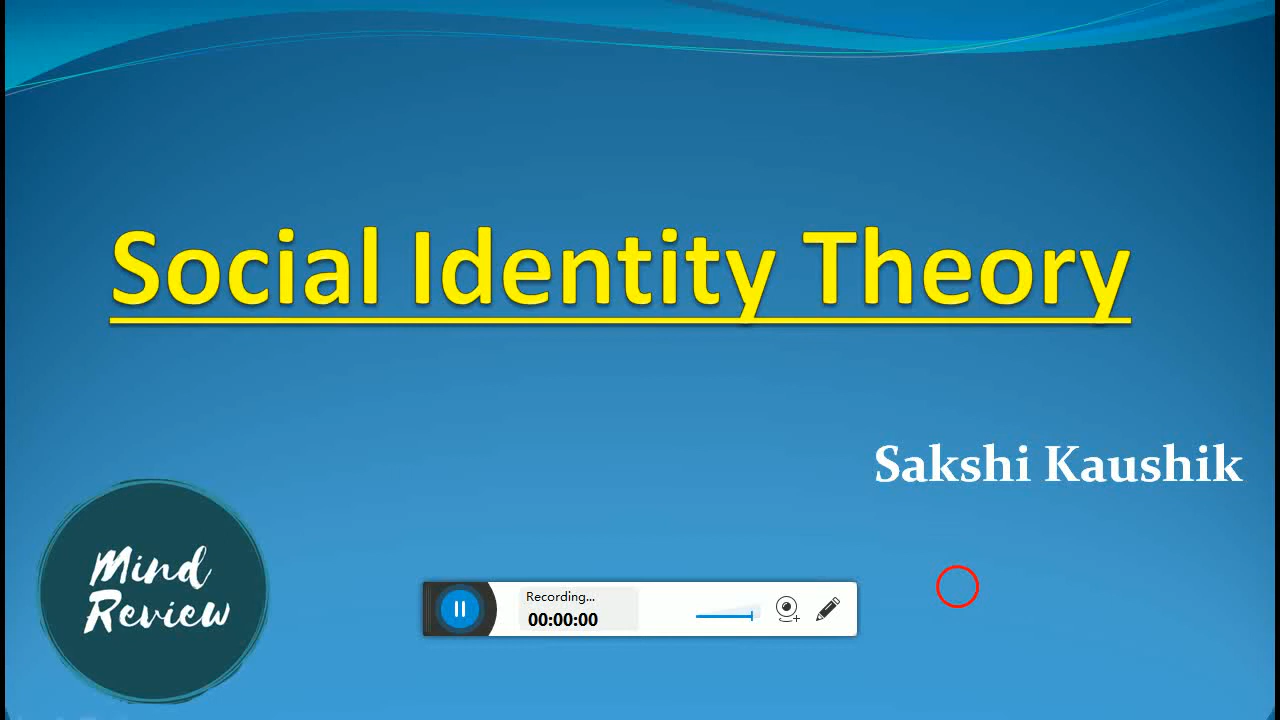 Social Identity Theory
Sakshi Kaushik
Mind
Review
Recording...
00:00:00